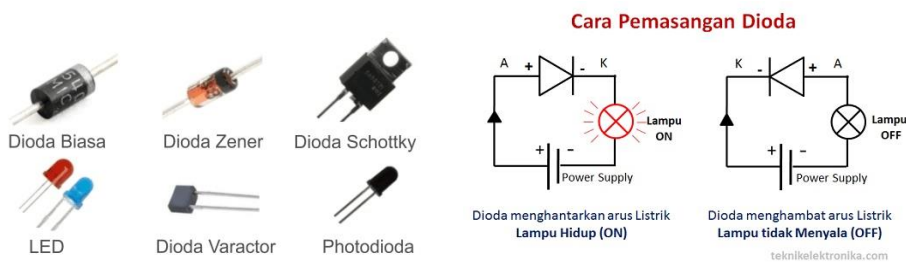 Cara Pemasangan Dioda
Dioda Biasa
Dioda Zener
Dioda Schottky
LED
Dioda Varactor
Photodioda
A + - K
Lampu
ON
+ -
Power Supply
Dioda menghantarkan arus Listrik
Lampu Hidup (ON)
K - + A
Lampu
OFF
+ -
Power Supply
Dioda menghambat arus Listrik
Lampu tidak Menyala (OFF)
teknikelektronika.com